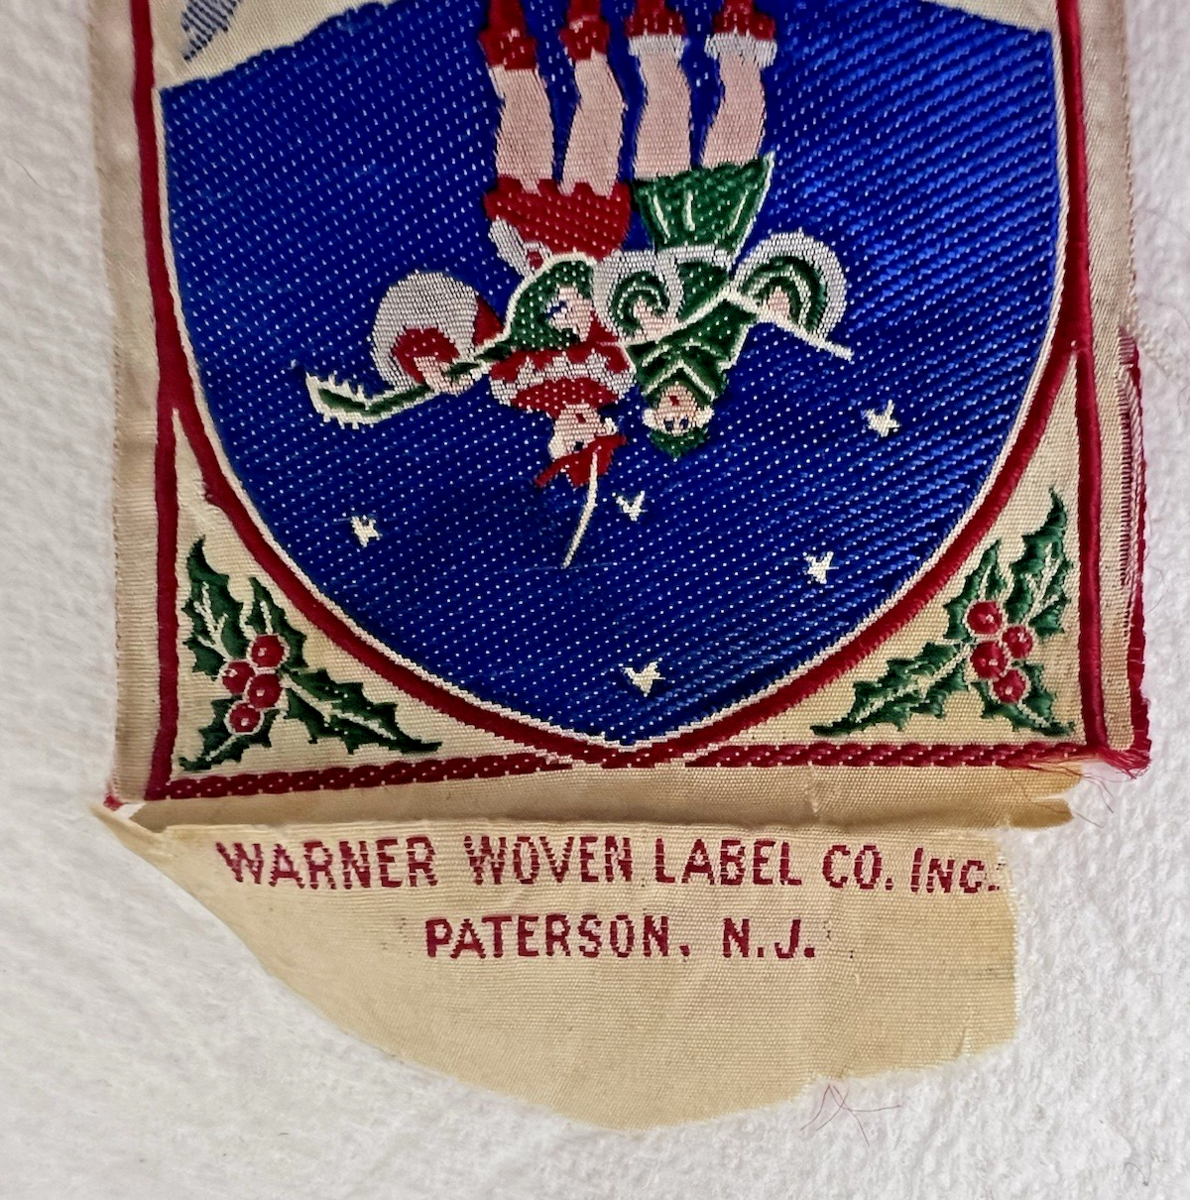 WARNER WOVEN LABEL CO. INC.
PATERSON, N.J.